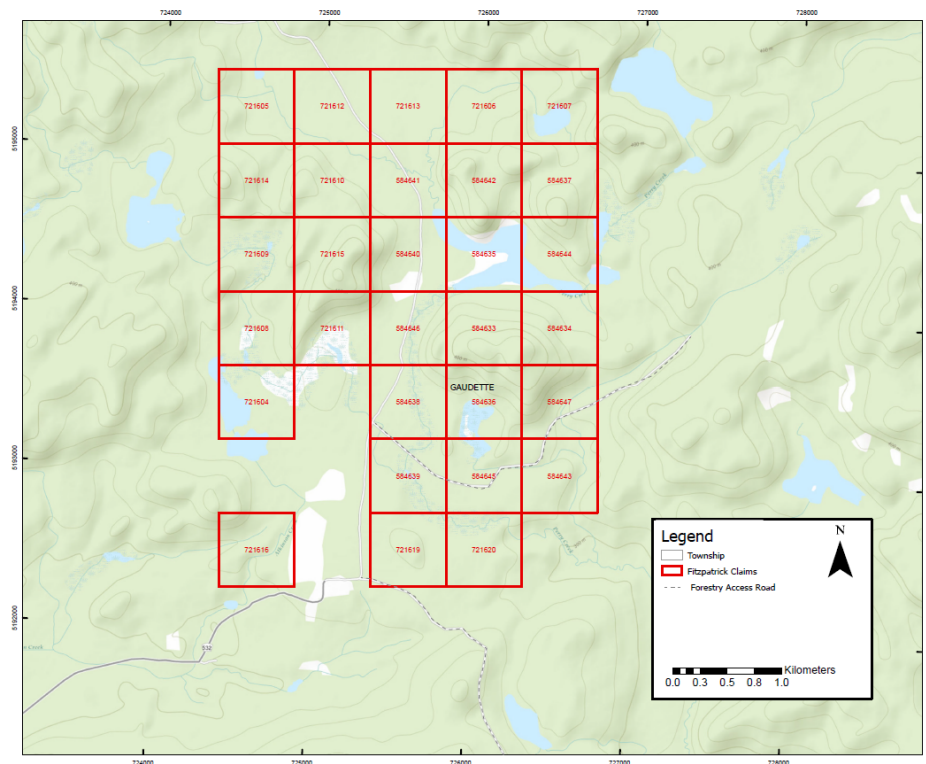 724000 725000 726000 727000 728000
721605 721612 721613 721606 721607
5195000
721614 721610 584641 584642 584637
721609 721615 584640 584635 584644
5194000
721608 721611 584646 584633 584634
GAUDETTE
721604 584638 584636 584647
5193000
721616 584639 584645 584643
721619 721620
5192000
532
Legend
N
Township
Fitzpatrick Claims
Forestry Access Road
Kilometers
0.0 0.3 0.5 0.8 1.0
724000 725000 726000 727000 728000